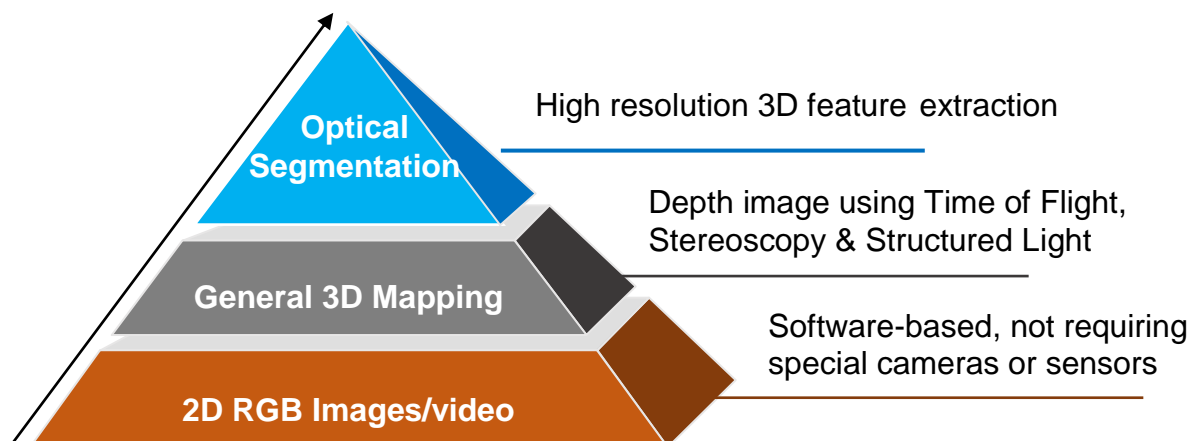 Optical
Segmentation
High resolution 3D feature extraction
General 3D Mapping
Depth image using Time of Flight,
Stereoscopy & Structured Light
2D RGB Images/video
Software-based, not requiring
special cameras or sensors